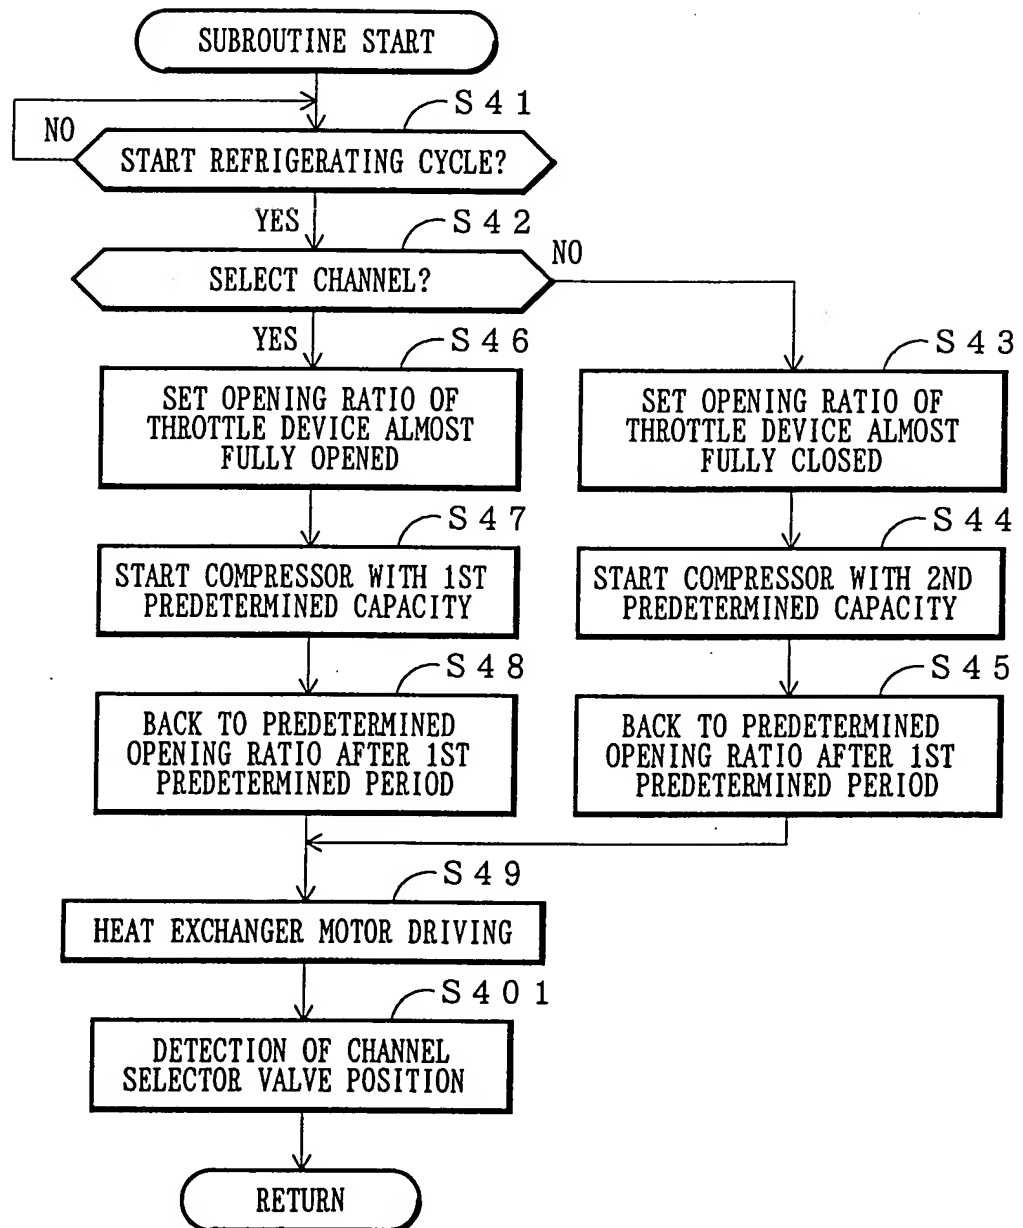 SUBROUTINE START
S41
NO
START REFRIGERATING CYCLE?
YES
S42
NO
SELECT CHANNEL?
YES
S46
SET OPENING RATIO OF
THROTTLE DEVICE ALMOST
FULLY OPENED
S43
SET OPENING RATIO OF
THROTTLE DEVICE ALMOST
FULLY CLOSED
S47
START COMPRESSOR WITH 1ST
PREDETERMINED CAPACITY
S44
START COMPRESSOR WITH 2ND
PREDETERMINED CAPACITY
S48
BACK TO PREDETERMINED
OPENING RATIO AFTER 1ST
PREDETERMINED PERIOD
S45
BACK TO PREDETERMINED
OPENING RATIO AFTER 1ST
PREDETERMINED PERIOD
S49
HEAT EXCHANGER MOTOR DRIVING
S401
DETECTION OF CHANNEL
SELECTOR VALVE POSITION
RETURN